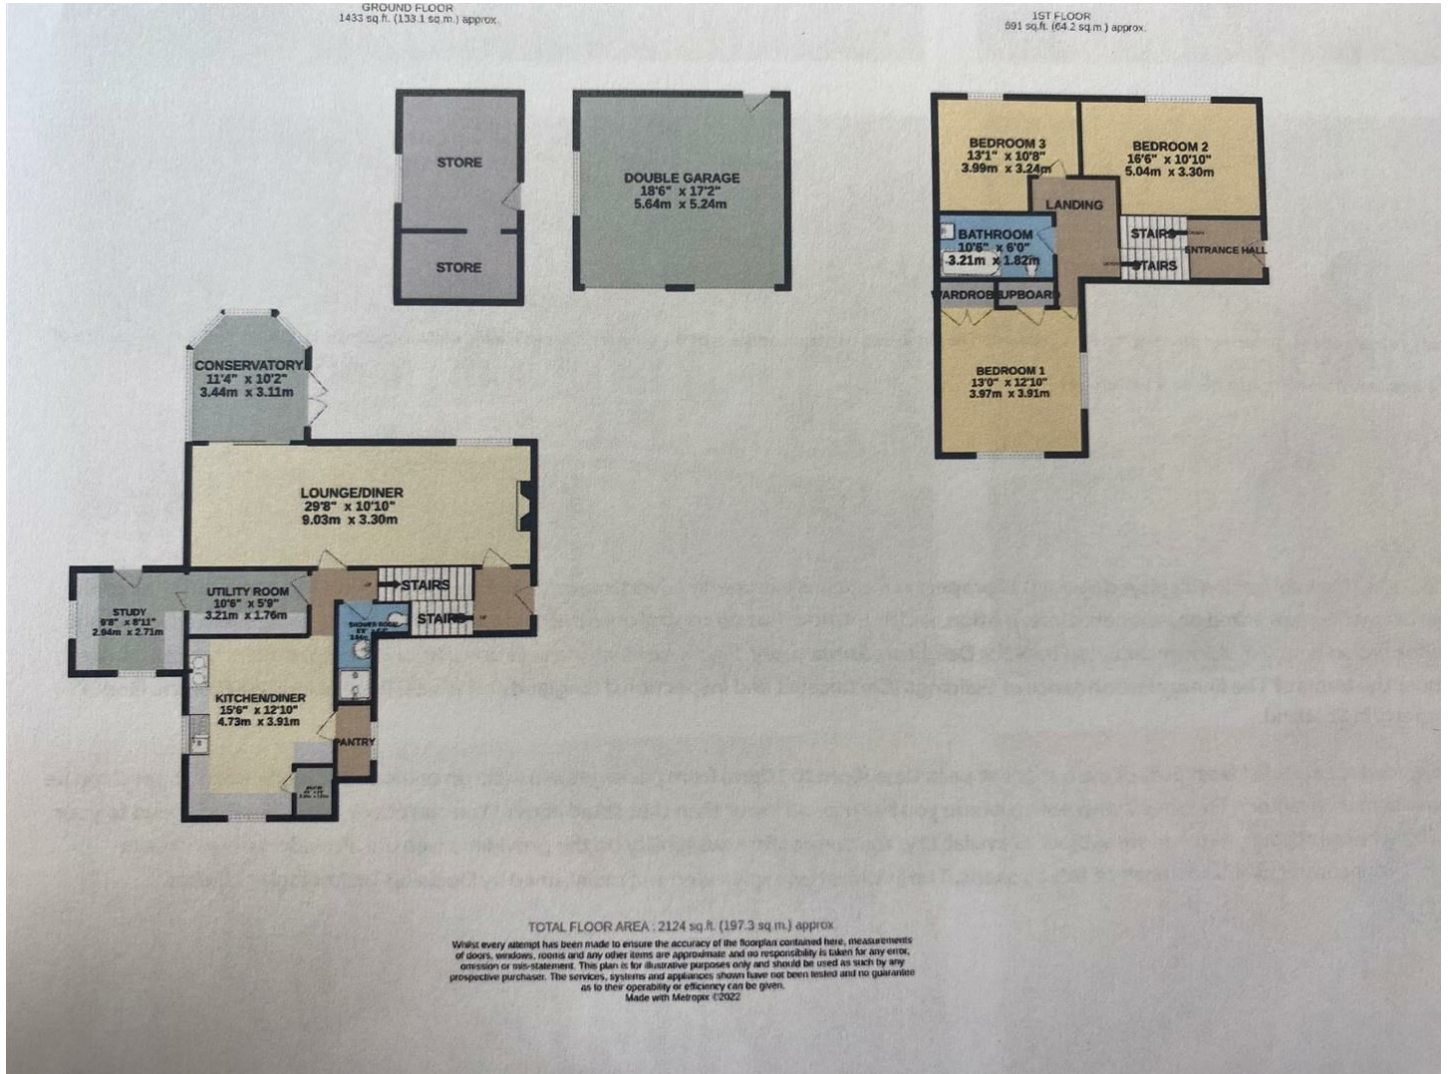 GROUND FLOOR
1433 sq.ft. (133.1 sq.m.) approx.
1ST FLOOR
691 sq.ft. (64.2 sq.m.) approx.
STORE
STORE
DOUBLE GARAGE
18'6" x 17'2"
5.64m x 5.24m
BEDROOM 3
13'1" x 10'8"
3.99m x 3.24m
BEDROOM 2
16'6" x 10'10"
5.04m x 3.30m
LANDING
BATHROOM
10'6" x 6'0"
3.21m x 1.82m
STAIRS
STAIRS
ENTRANCE HALL
WARDROBE
UPBOARD
BEDROOM 1
13'0" x 12'10"
3.97m x 3.91m
CONSERVATORY
11'4" x 10'2"
3.44m x 3.11m
LOUNGE/DINER
29'8" x 10'10"
9.03m x 3.30m
STAIRS
STAIRS
UTILITY ROOM
10'6" x 5'9"
3.21m x 1.76m
STUDY
9'8" x 8'11"
2.94m x 2.71m
SHOWER ROOM
KITCHEN/DINER
15'6" x 12'10"
4.73m x 3.91m
PANTRY
TOTAL FLOOR AREA : 2124 sq.ft. (197.3 sq.m.) approx.
Whilst every attempt has been made to ensure the accuracy of the floorplan contained here, measurements
of doors, windows, rooms and any other items are approximate and no responsibility is taken for any error,
omission or mis-statement. This plan is for illustrative purposes only and should be used as such by any
prospective purchaser. The services, systems and appliances shown have not been tested and no guarantee
as to their operability or efficiency can be given.
Made with Metropix ©2022